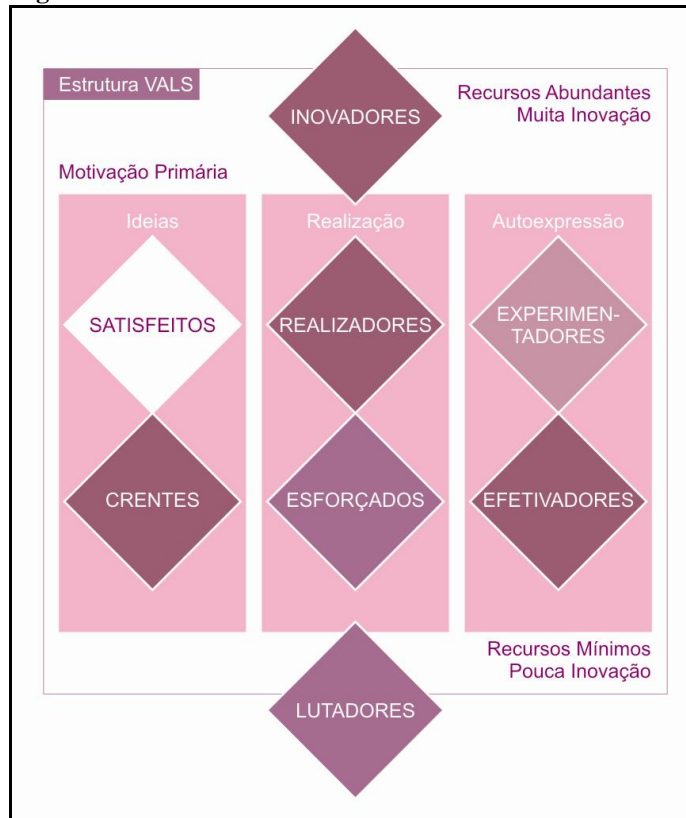 Estrutura VALS
INOVADORES
Recursos Abundantes
Muita Inovação
Motivação Primária
Ideias
Realização
Autoexpressão
SATISFEITOS
REALIZADORES
EXPERIMEN-
TADORES
CRENTES
ESFORÇADOS
EFETIVADORES
Recursos Mínimos
Pouca Inovação
LUTADORES